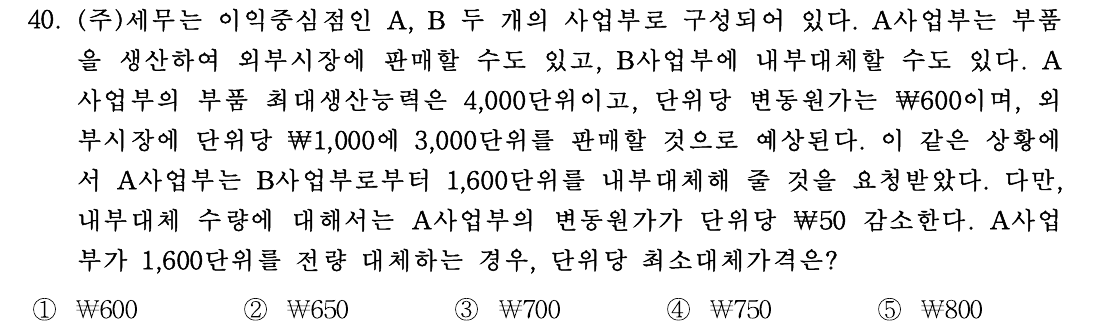 40. (주)세무는 이익중심점인 A, B 두 개의 사업부로 구성되어 있다. A사업부는 부품
을 생산하여 외부시장에 판매할 수도 있고, B사업부에 내부대체할 수도 있다. A
사업부의 부품 최대생산능력은 4,000단위이고, 단위당 변동원가는 ₩600이며, 외
부시장에 단위당 ₩1,000에 3,000단위를 판매할 것으로 예상된다. 이 같은 상황에
서 A사업부는 B사업부로부터 1,600단위를 내부대체해 줄 것을 요청받았다. 다만,
내부대체 수량에 대해서는 A사업부의 변동원가가 단위당 ₩50 감소한다. A사업
부가 1,600단위를 전량 대체하는 경우, 단위당 최소대체가격은?
① ₩600 ② ₩650 ③ ₩700 ④ ₩750 ⑤ ₩800